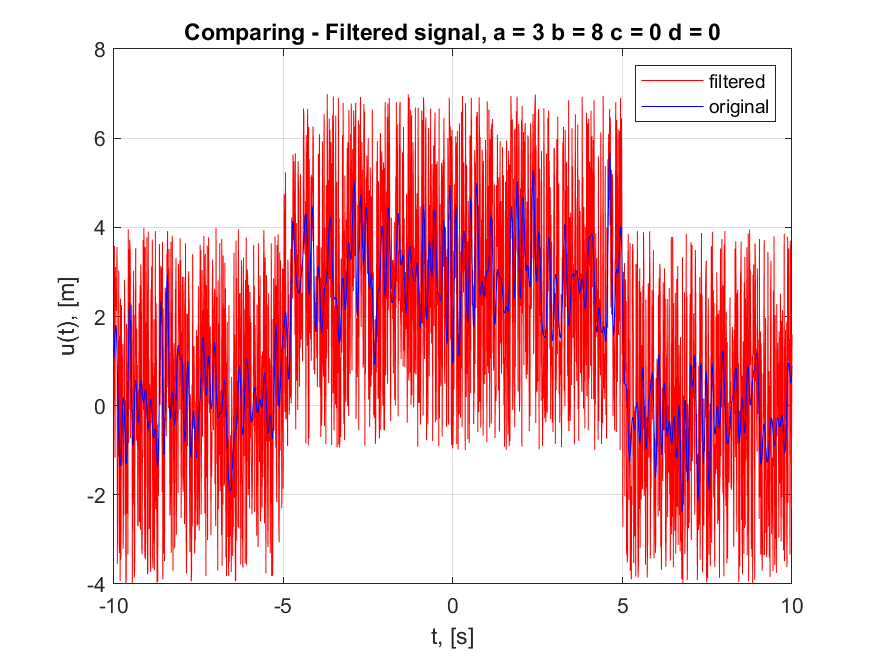 Comparing - Filtered signal, a = 3 b = 8 c = 0 d = 0
filtered
original
8
6
4
2
0
-2
-4
u(t), [m]
-10
-5
0
5
10
t, [s]